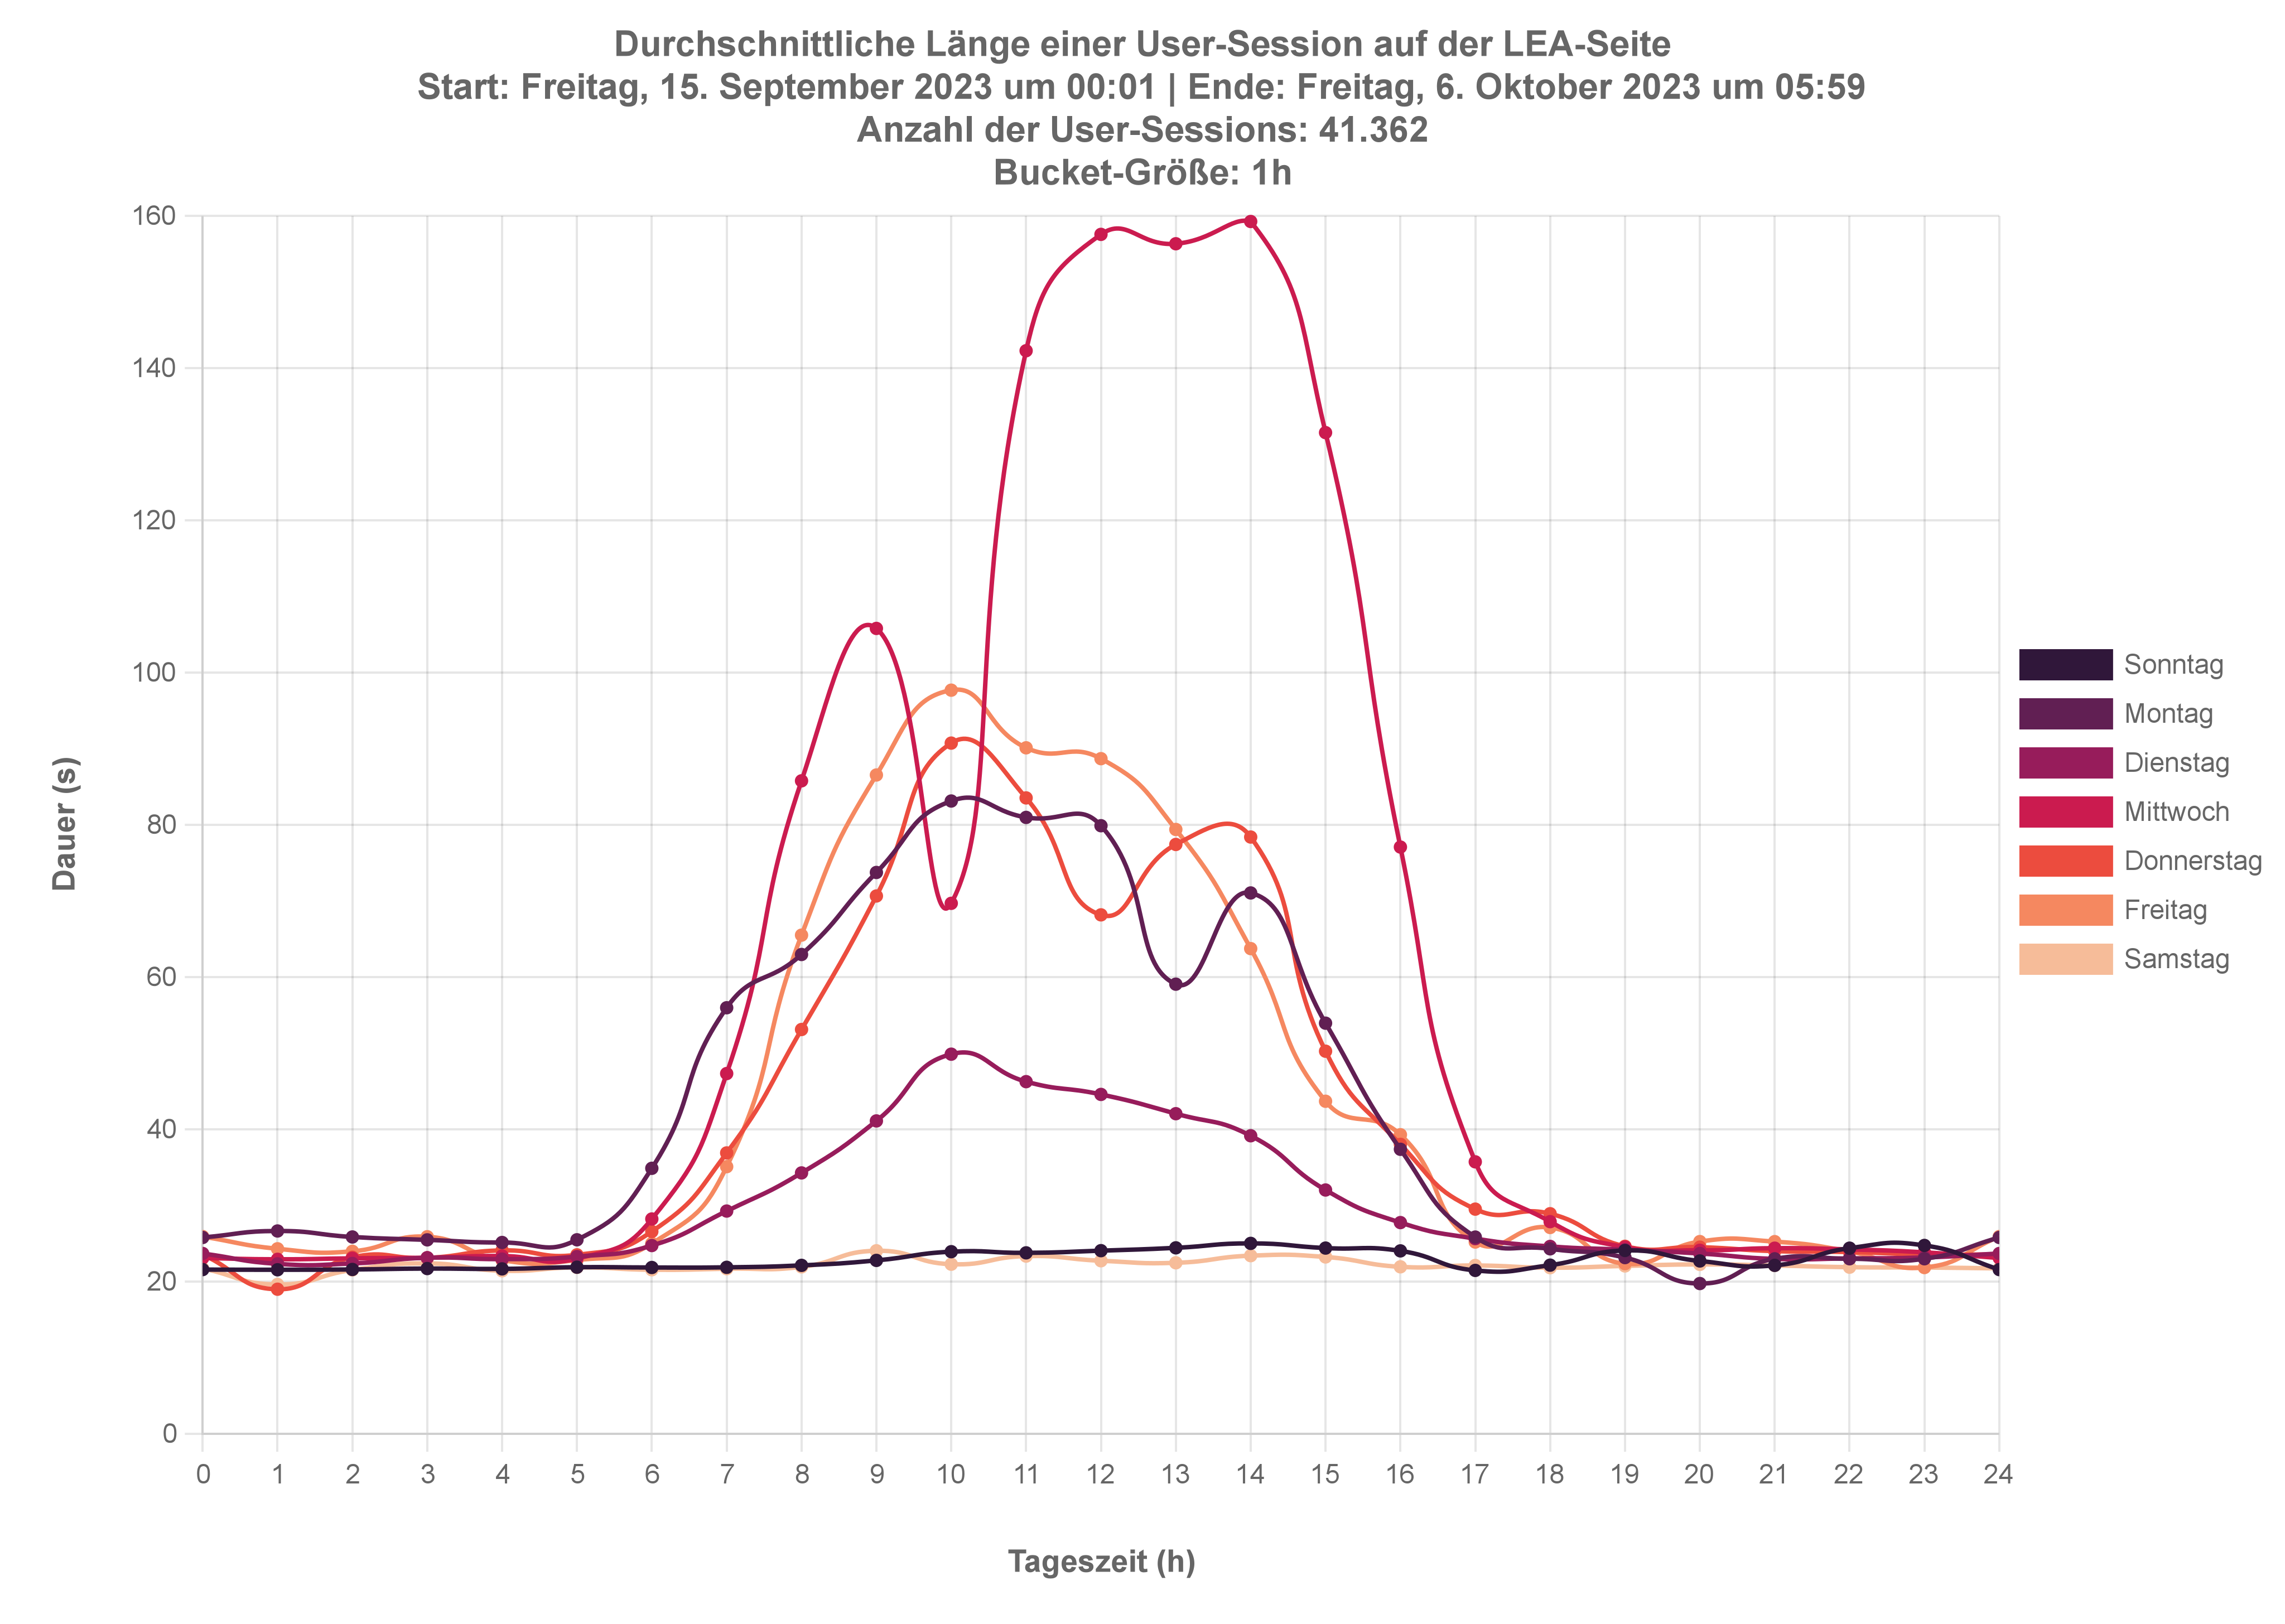 Durchschnittliche Länge einer User-Session auf der LEA-Seite
Start: Freitag, 15. September 2023 um 00:01 | Ende: Freitag, 6. Oktober 2023 um 05:59
Anzahl der User-Sessions: 41.362
Bucket-Größe: 1h
160
140
120
100
80
60
40
20
0
Dauer (s)
0 1 2 3 4 5 6 7 8 9 10 11 12 13 14 15 16 17 18 19 20 21 22 23 24
Tageszeit (h)
Sonntag
Montag
Dienstag
Mittwoch
Donnerstag
Freitag
Samstag